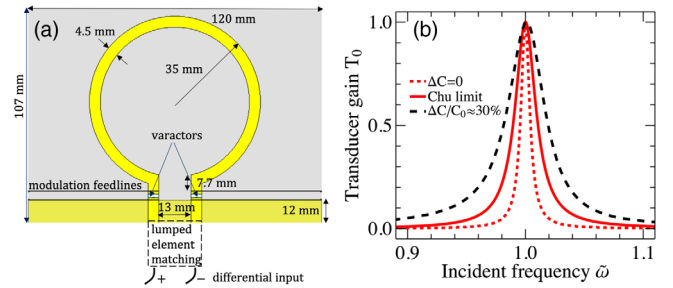 (a)
120 mm
4.5 mm
35 mm
107 mm
varactors
modulation feedlines
7.7 mm
13 mm
12 mm
lumped
element
matching
+
−
differential input
(b)
Transducer gain T₀
1.0
0.5
0.0
ΔC=0
Chu limit
ΔC/C₀≈30%
0.9
1.0
1.1
Incident frequency ω̃